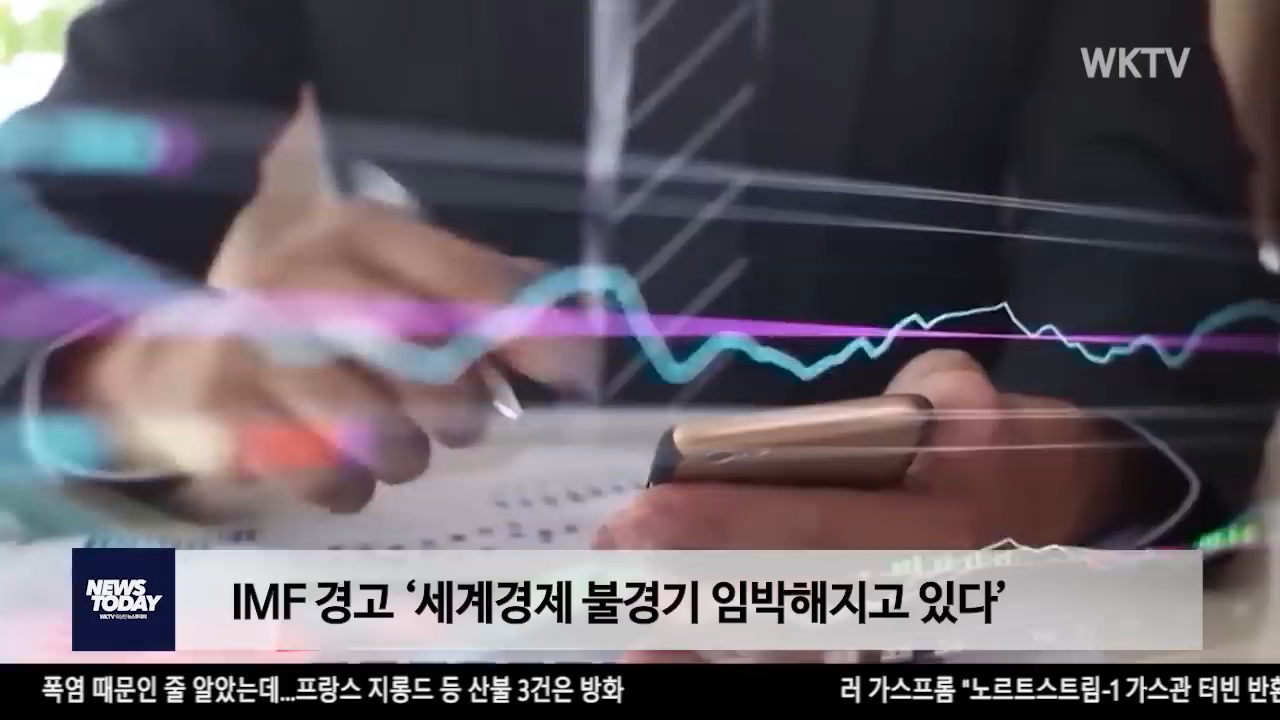 WKTV
NEWS
TODAY
IMF 경고 ‘세계경제 불경기 임박해지고 있다’
폭염 때문인 줄 알았는데...프랑스 지롱드 등 산불 3건은 방화
러 가스프롬 "노르트스트림-1 가스관 터빈 반환